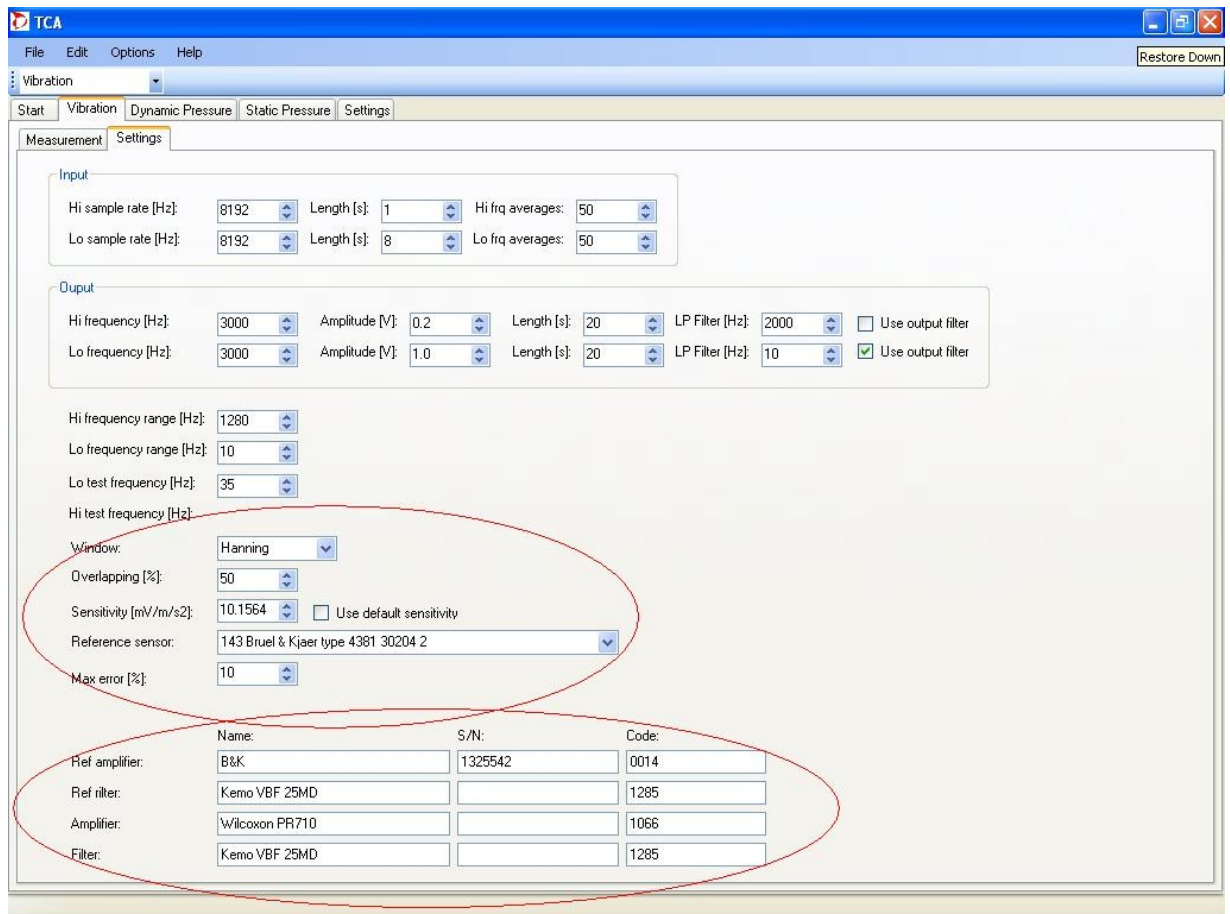 TCA
File Edit Options Help
Restore Down
Vibration
Start Vibration Dynamic Pressure Static Pressure Settings
Measurement Settings
Input
Hi sample rate [Hz]: 8192 Length [s]: 1 Hi frq averages: 50
Lo sample rate [Hz]: 8192 Length [s]: 8 Lo frq averages: 50
Ouput
Hi frequency [Hz]: 3000 Amplitude [V]: 0.2 Length [s]: 20 LP Filter [Hz]: 2000 Use output filter
Lo frequency [Hz]: 3000 Amplitude [V]: 1.0 Length [s]: 20 LP Filter [Hz]: 10 Use output filter
Hi frequency range [Hz]: 1280
Lo frequency range [Hz]: 10
Lo test frequency [Hz]: 35
Hi test frequency [Hz]:
Window: Hanning
Overlapping [%]: 50
Sensitivity [mV/m/s2]: 10.1564 Use default sensitivity
Reference sensor: 143 Bruel & Kjaer type 4381 30204 2
Max error [%]: 10
Name: S/N: Code:
Ref amplifier: B&K 1325542 0014
Ref filter: Kemo VBF 25MD 1285
Amplifier: Wilcoxon PR710 1066
Filter: Kemo VBF 25MD 1285